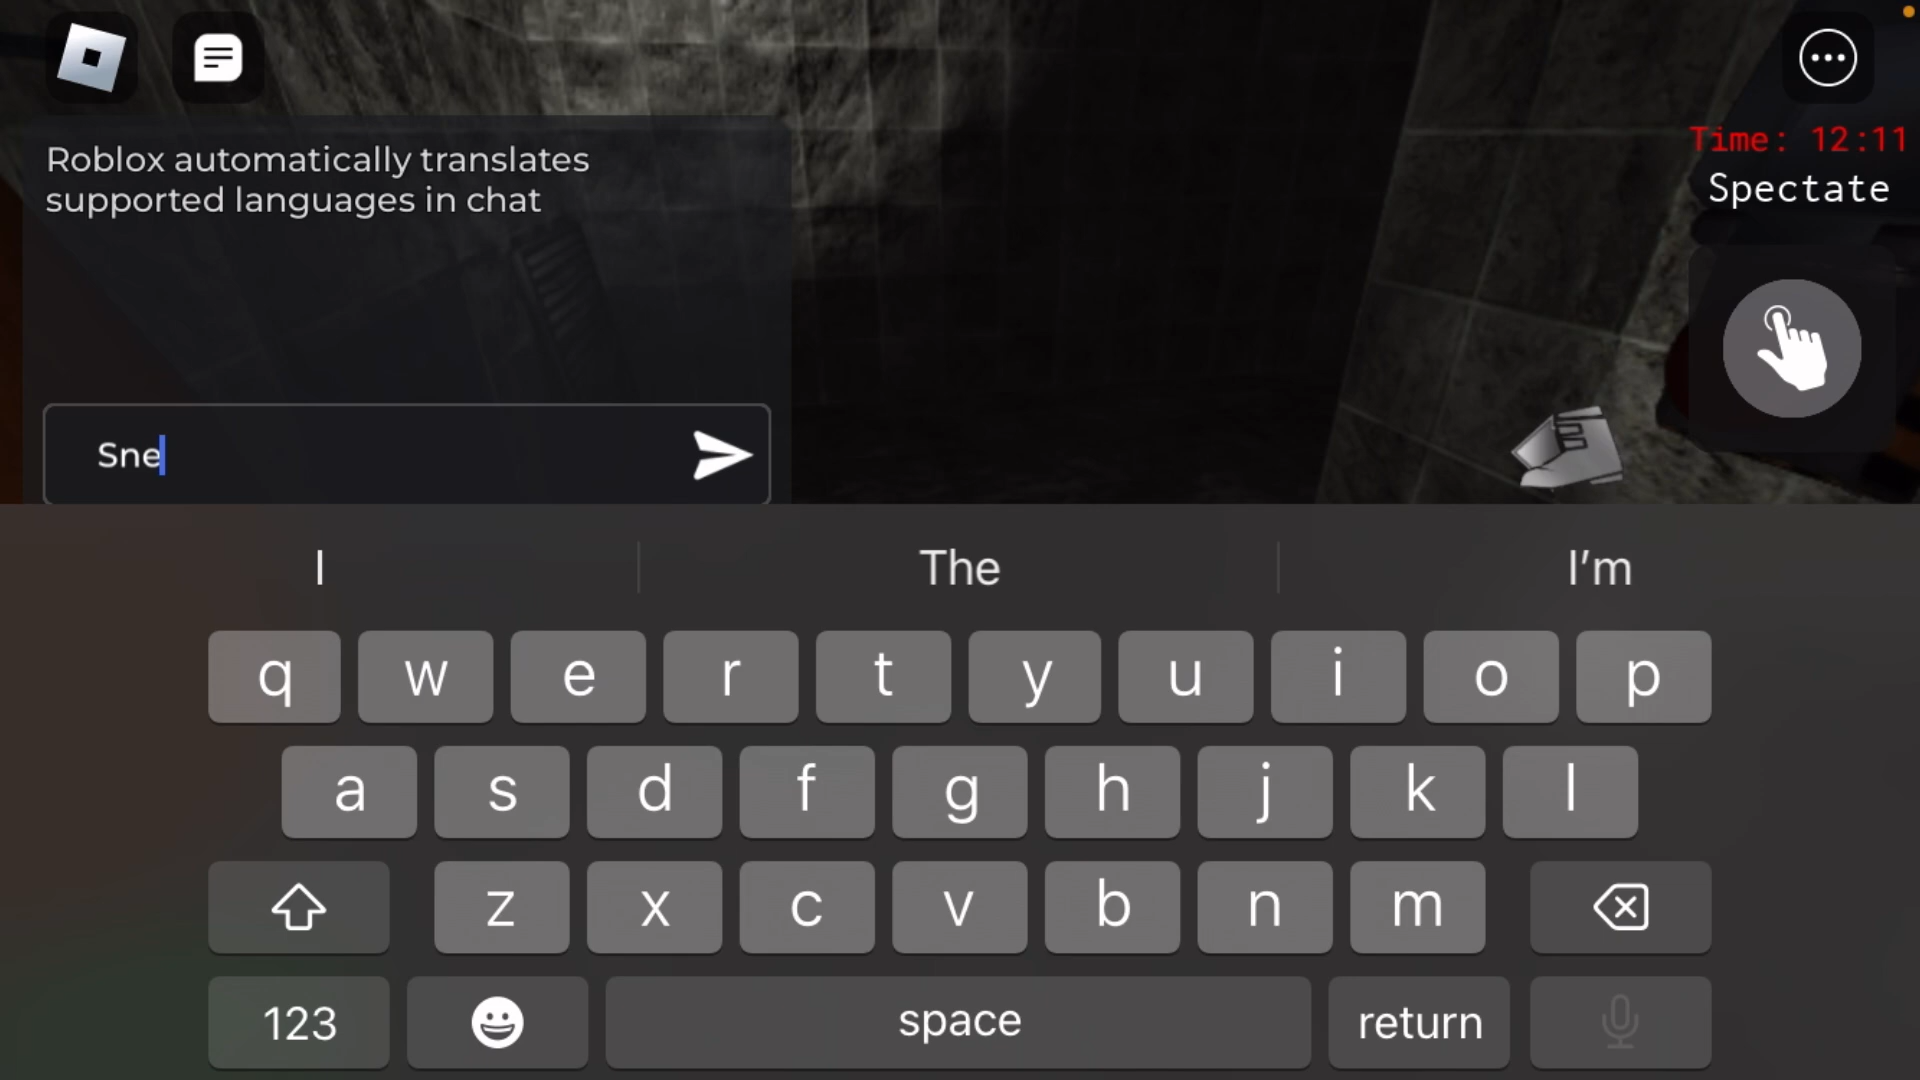 Time: 12:11
Spectate
Roblox automatically translates
supported languages in chat
Sne
I The I'm
q w e r t y u i o p
a s d f g h j k l
z x c v b n m
123 space return